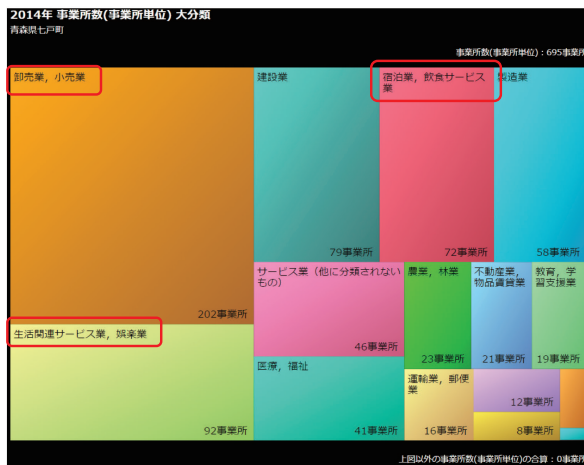 2014年 事業所数(事業所単位) 大分類
青森県七戸町
事業所数(事業所単位)：695事業所
卸売業，小売業
202事業所
生活関連サービス業，娯楽業
92事業所
建設業
79事業所
宿泊業，飲食サービス
業
72事業所
製造業
58事業所
サービス業（他に分類されない
もの）
46事業所
医療，福祉
41事業所
農業，林業
23事業所
不動産業，
物品賃貸業
21事業所
教育，学
習支援業
19事業所
運輸業，郵便
業
16事業所
12事業所
8事業所
上図以外の事業所数(事業所単位)の合算：0事業所